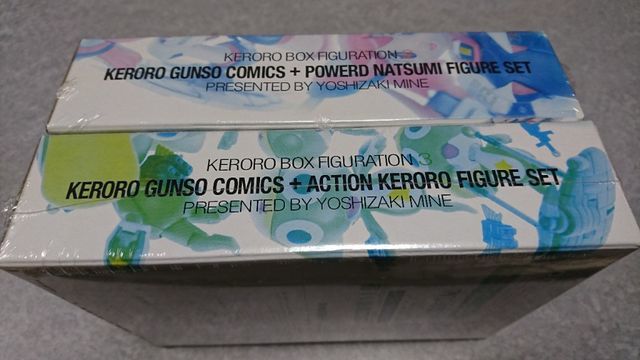 KERORO BOX FIGURATION
KERORO GUNSO COMICS + POWERD NATSUMI FIGURE SET
PRESENTED BY YOSHIZAKI MINE
KERORO BOX FIGURATION 3
KERORO GUNSO COMICS + ACTION KERORO FIGURE SET
PRESENTED BY YOSHIZAKI MINE